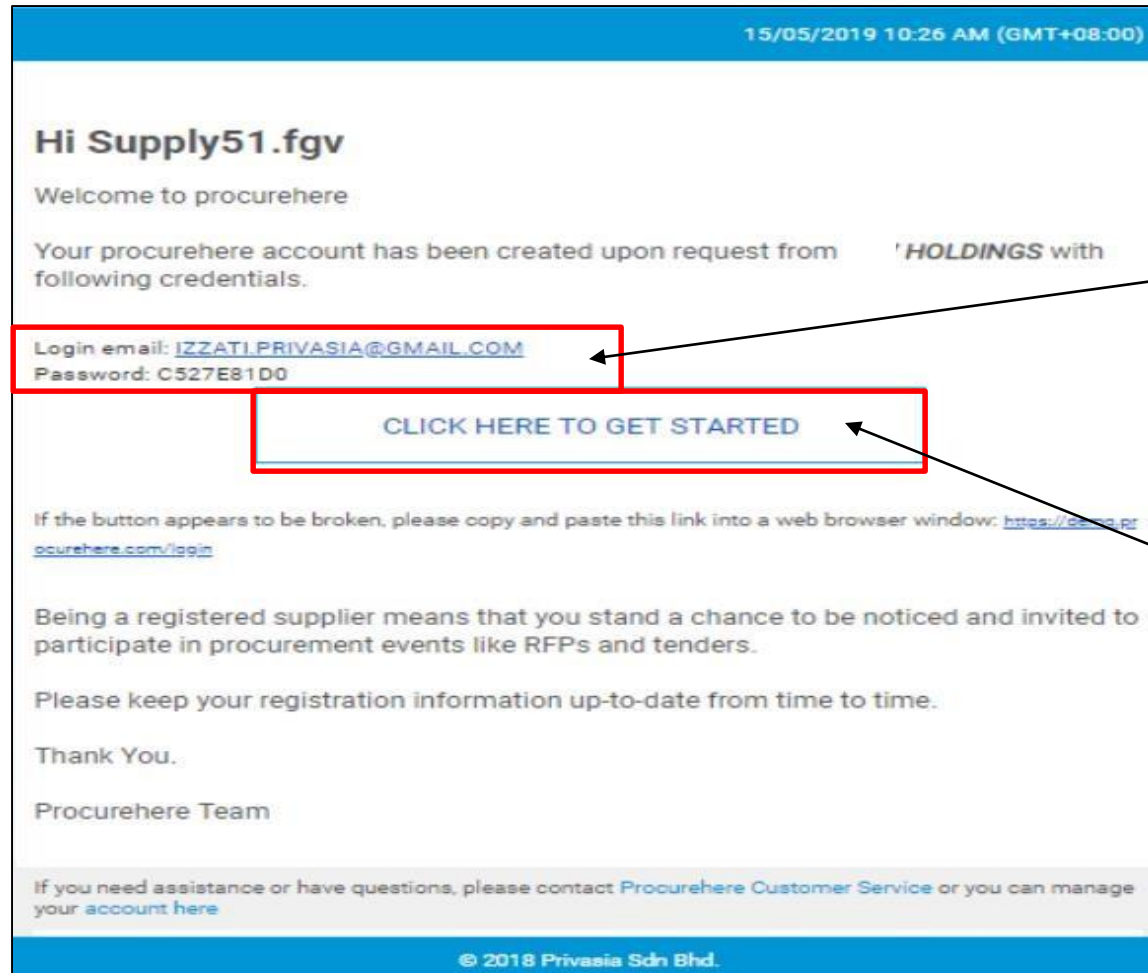 15/05/2019 10:26 AM (GMT+08:00)
Hi Supply51.fgv
Welcome to procurehere
Your procurehere account has been created upon request from ' HOLDINGS with
following credentials.
Login email: IZZATI.PRIVASIA@GMAIL.COM
Password: C527E81D0
CLICK HERE TO GET STARTED
If the button appears to be broken, please copy and paste this link into a web browser window: https://demo.pr
ocurehere.com/login
Being a registered supplier means that you stand a chance to be noticed and invited to
participate in procurement events like RFPs and tenders.
Please keep your registration information up-to-date from time to time.
Thank You.
Procurehere Team
If you need assistance or have questions, please contact Procurehere Customer Service or you can manage
your account here
© 2018 Privasia Sdn Bhd.